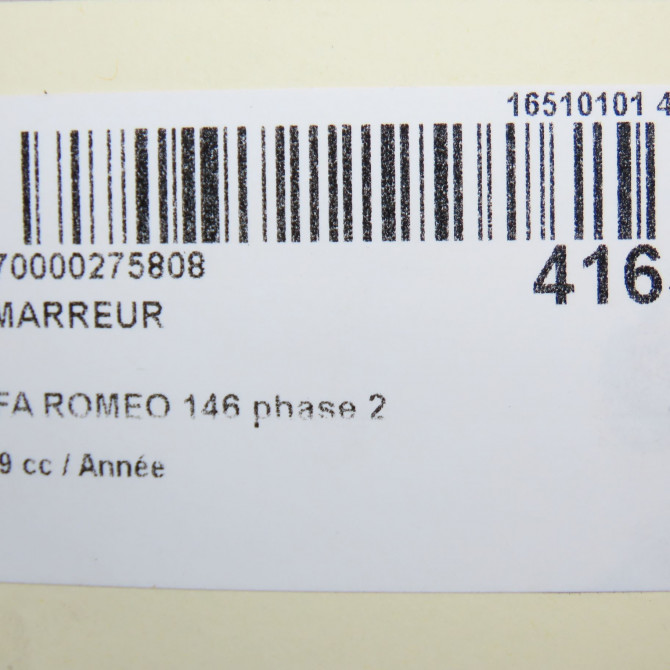 16510101 4
70000275808
416
MARREUR
FA ROMEO 146 phase 2
9 cc / Année